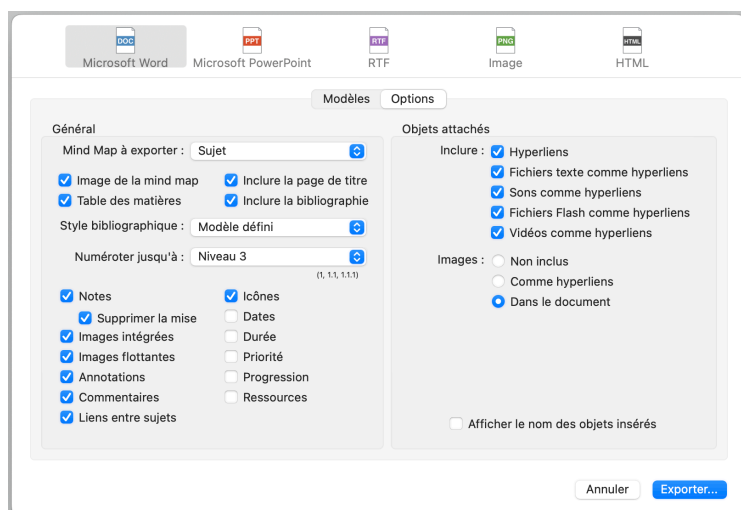 DOC PPT RTF PNG HTML
Microsoft Word Microsoft PowerPoint RTF Image HTML
Modèles Options
Général
Mind Map à exporter : Sujet
Image de la mind map Inclure la page de titre
Table des matières Inclure la bibliographie
Style bibliographique : Modèle défini
Numéroter jusqu'à : Niveau 3
(1, 1.1, 1.1.1)
Notes Icônes
Supprimer la mise Dates
Images intégrées Durée
Images flottantes Priorité
Annotations Progression
Commentaires Ressources
Liens entre sujets
Objets attachés
Inclure : Hyperliens
Fichiers texte comme hyperliens
Sons comme hyperliens
Fichiers Flash comme hyperliens
Vidéos comme hyperliens
Images : Non inclus
Comme hyperliens
Dans le document
Afficher le nom des objets insérés
Annuler Exporter...